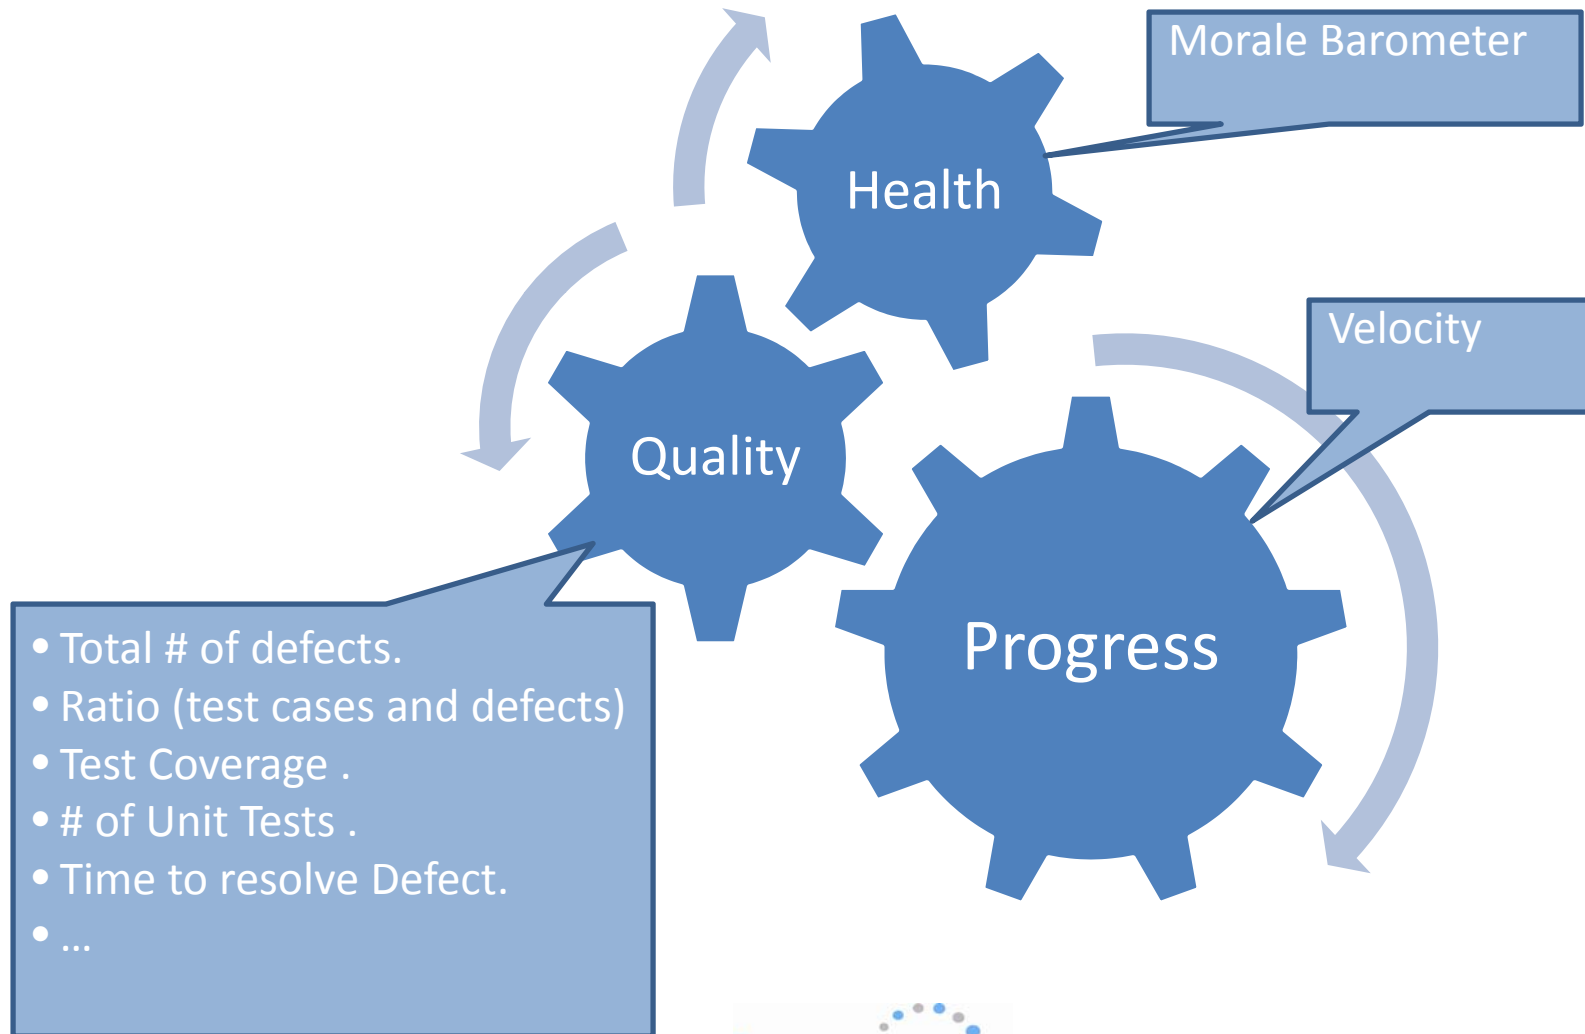 Morale Barometer
Health
Velocity
Quality
Progress
• Total # of defects.
• Ratio (test cases and defects)
• Test Coverage .
• # of Unit Tests .
• Time to resolve Defect.
• ...